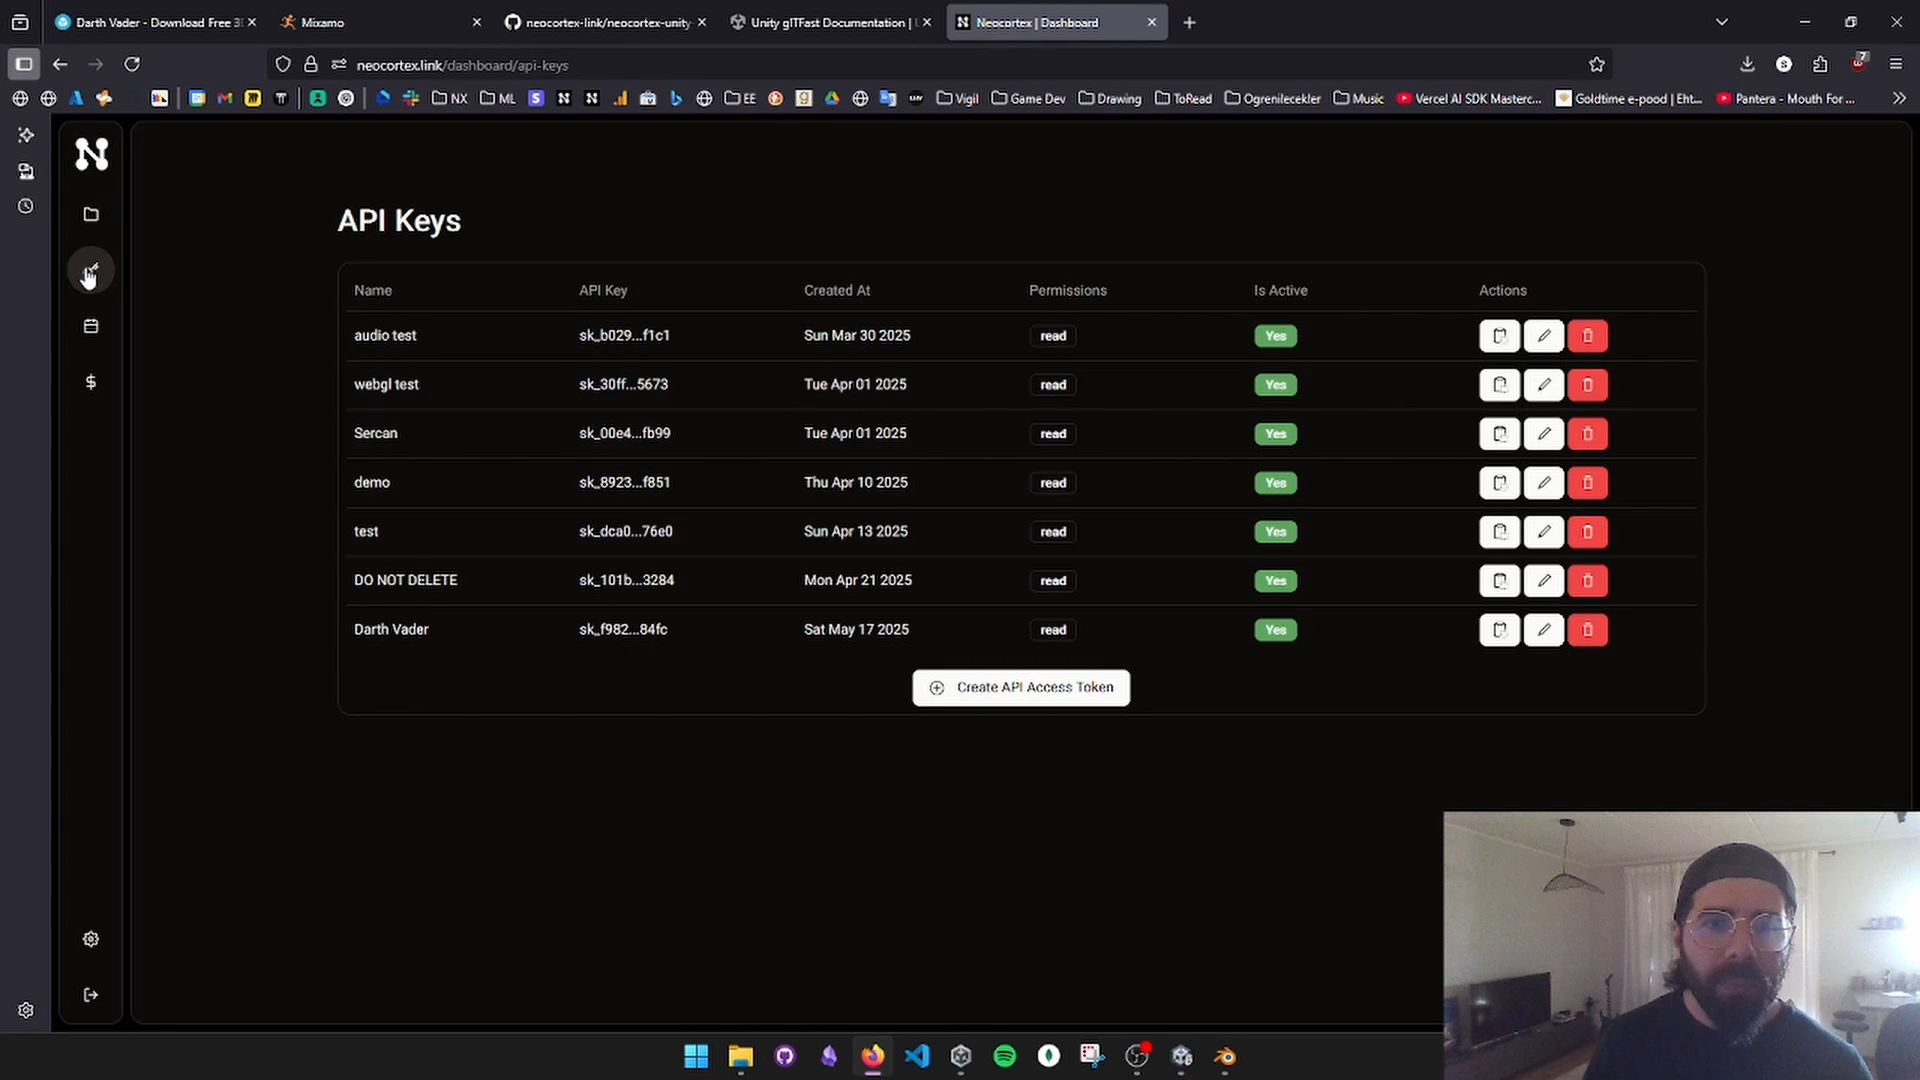 Darth Vader - Download Free 3D
Mixamo
neocortex-link/neocortex-unity
Unity glTFast Documentation | U
Neocortex | Dashboard
neocortex.link/dashboard/api-keys
7
NX
ML
EE
Vigil
Game Dev
Drawing
ToRead
Ogrenilecekler
Music
Vercel AI SDK Masterc...
Goldtime e-pood | Eht...
Pantera - Mouth For ...
API Keys
Name API Key Created At Permissions Is Active Actions
audio test sk_b029...f1c1 Sun Mar 30 2025 read Yes
webgl test sk_30ff...5673 Tue Apr 01 2025 read Yes
Sercan sk_00e4...fb99 Tue Apr 01 2025 read Yes
demo sk_8923...f851 Thu Apr 10 2025 read Yes
test sk_dca0...76e0 Sun Apr 13 2025 read Yes
DO NOT DELETE sk_101b...3284 Mon Apr 21 2025 read Yes
Darth Vader sk_f982...84fc Sat May 17 2025 read Yes
Create API Access Token